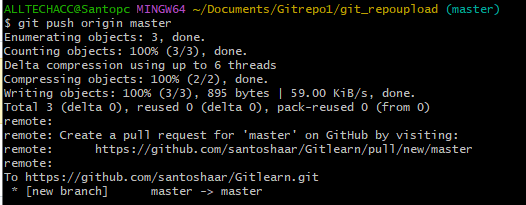 ALLTECHACC@Santopc MINGW64 ~/Documents/Gitrepo1/git_repoupload (master)
$ git push origin master
Enumerating objects: 3, done.
Counting objects: 100% (3/3), done.
Delta compression using up to 6 threads
Compressing objects: 100% (2/2), done.
Writing objects: 100% (3/3), 895 bytes | 59.00 KiB/s, done.
Total 3 (delta 0), reused 0 (delta 0), pack-reused 0 (from 0)
remote:
remote: Create a pull request for 'master' on GitHub by visiting:
remote:      https://github.com/santoshaar/Gitlearn/pull/new/master
remote:
To https://github.com/santoshaar/Gitlearn.git
 * [new branch]      master -> master